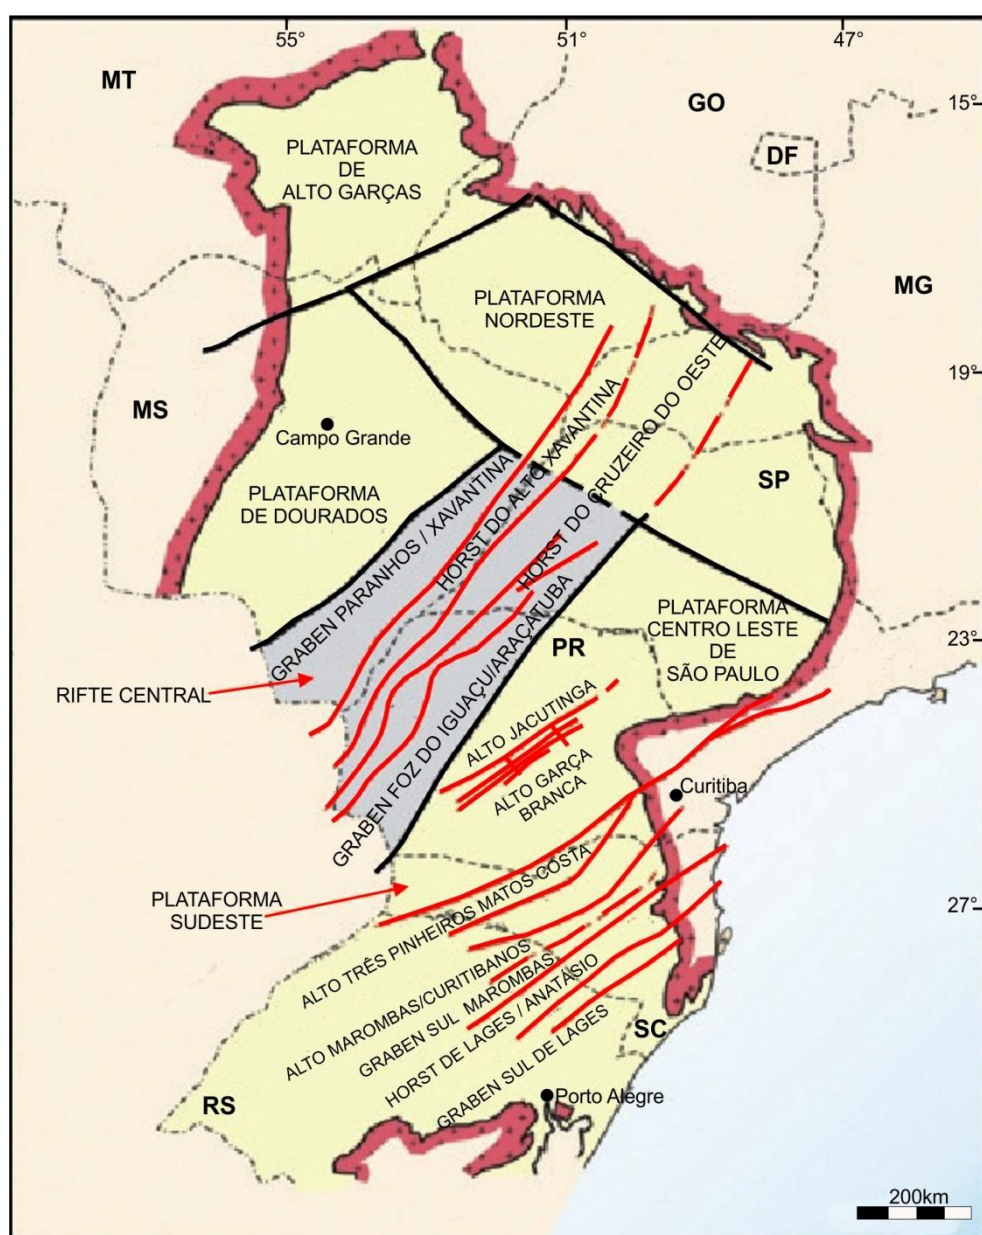 55°
51°
47°
MT
GO
15°
DF
PLATAFORMA
DE
ALTO GARÇAS
MG
PLATAFORMA
NORDESTE
19°
MS
Campo Grande
SP
PLATAFORMA
DE DOURADOS
GRABEN PARANHOS / XAVANTINA
HORST DO ALTO XAVANTINA
HORST DO CRUZEIRO DO OESTE
GRABEN FOZ DO IGUAÇU/ARAÇATUBA
PLATAFORMA
CENTRO LESTE
DE
SÃO PAULO
PR
23°
RIFTE CENTRAL
ALTO JACUTINGA
ALTO GARÇA
BRANCA
Curitiba
PLATAFORMA
SUDESTE
27°
ALTO TRÊS PINHEIROS MATOS COSTA
ALTO MAROMBAS/CURITIBANOS
GRABEN SUL MAROMBAS
HORST DE LAGES / ANATÁSIO
GRABEN SUL DE LAGES
SC
RS
Porto Alegre
200km